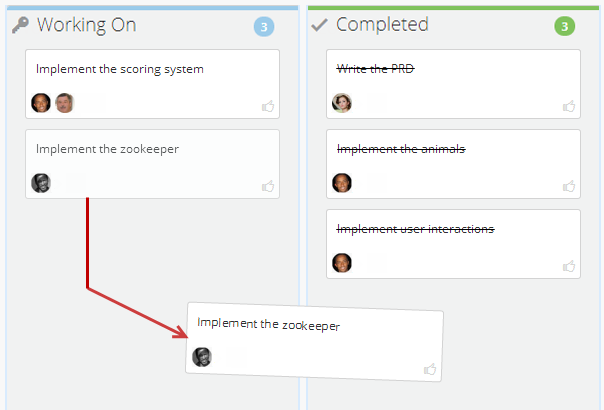 Working On
3
Implement the scoring system
Implement the zookeeper
Completed
3
Write the PRD
Implement the animals
Implement user interactions
Implement the zookeeper